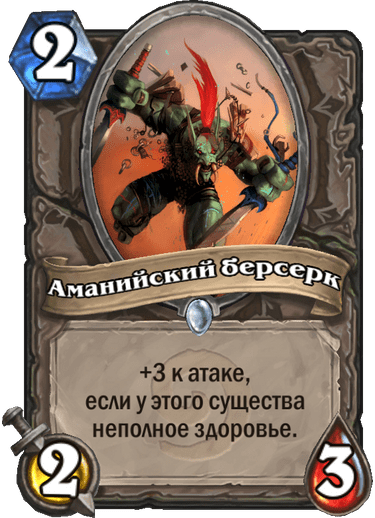 2
Аманийский берсерк
+3 к атаке,
если у этого существа
неполное здоровье.
2
3